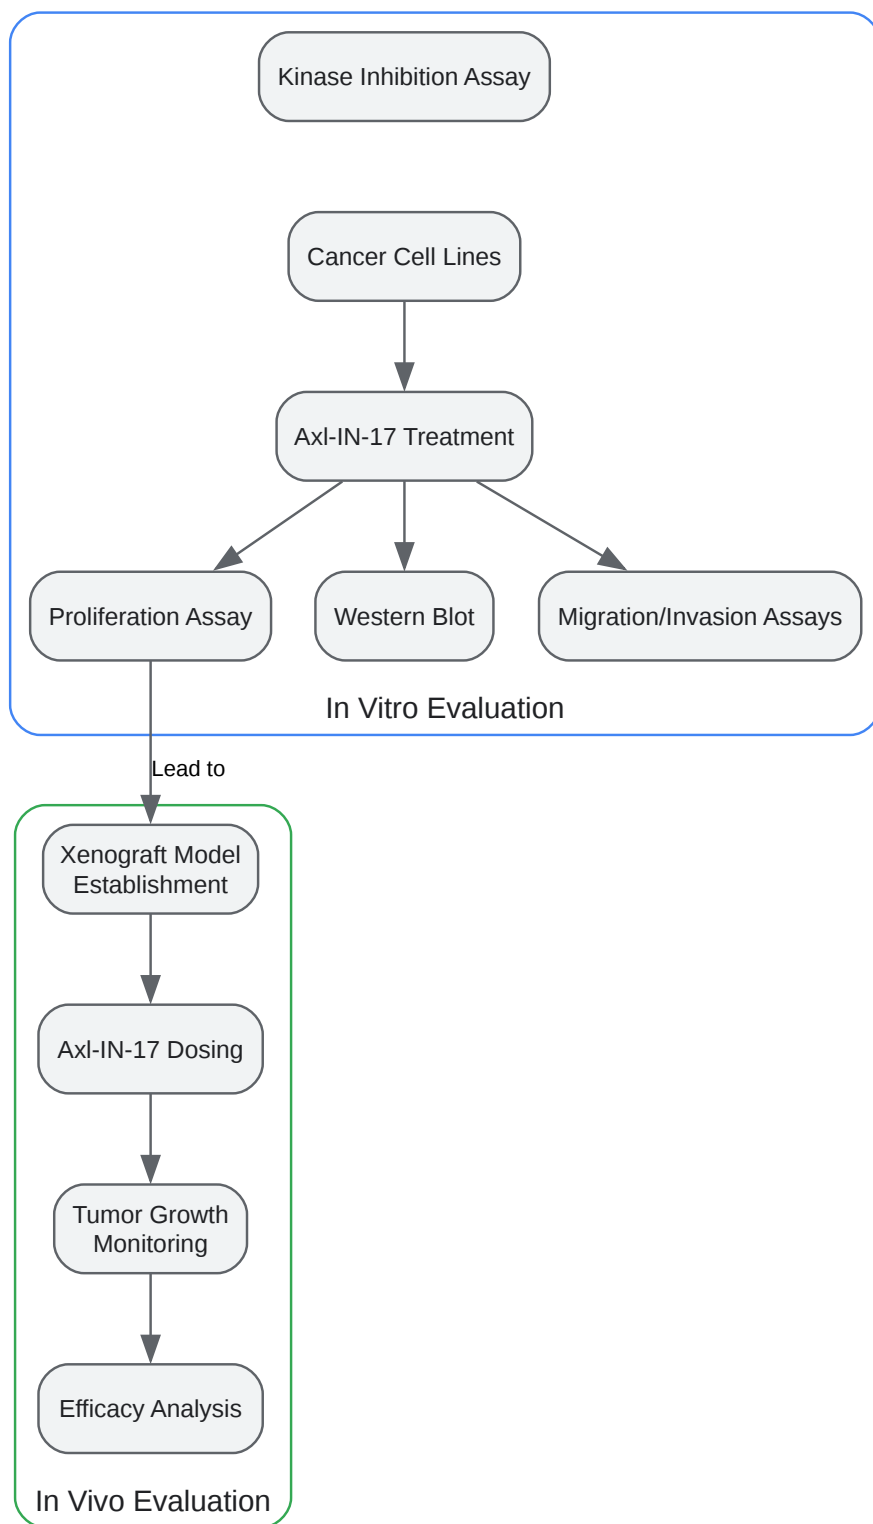 Kinase Inhibition Assay
Cancer Cell Lines
Axl-IN-17 Treatment
Proliferation Assay
Western Blot
Migration/Invasion Assays
In Vitro Evaluation
Lead to
Xenograft Model
Establishment
Axl-IN-17 Dosing
Tumor Growth
Monitoring
Efficacy Analysis
In Vivo Evaluation